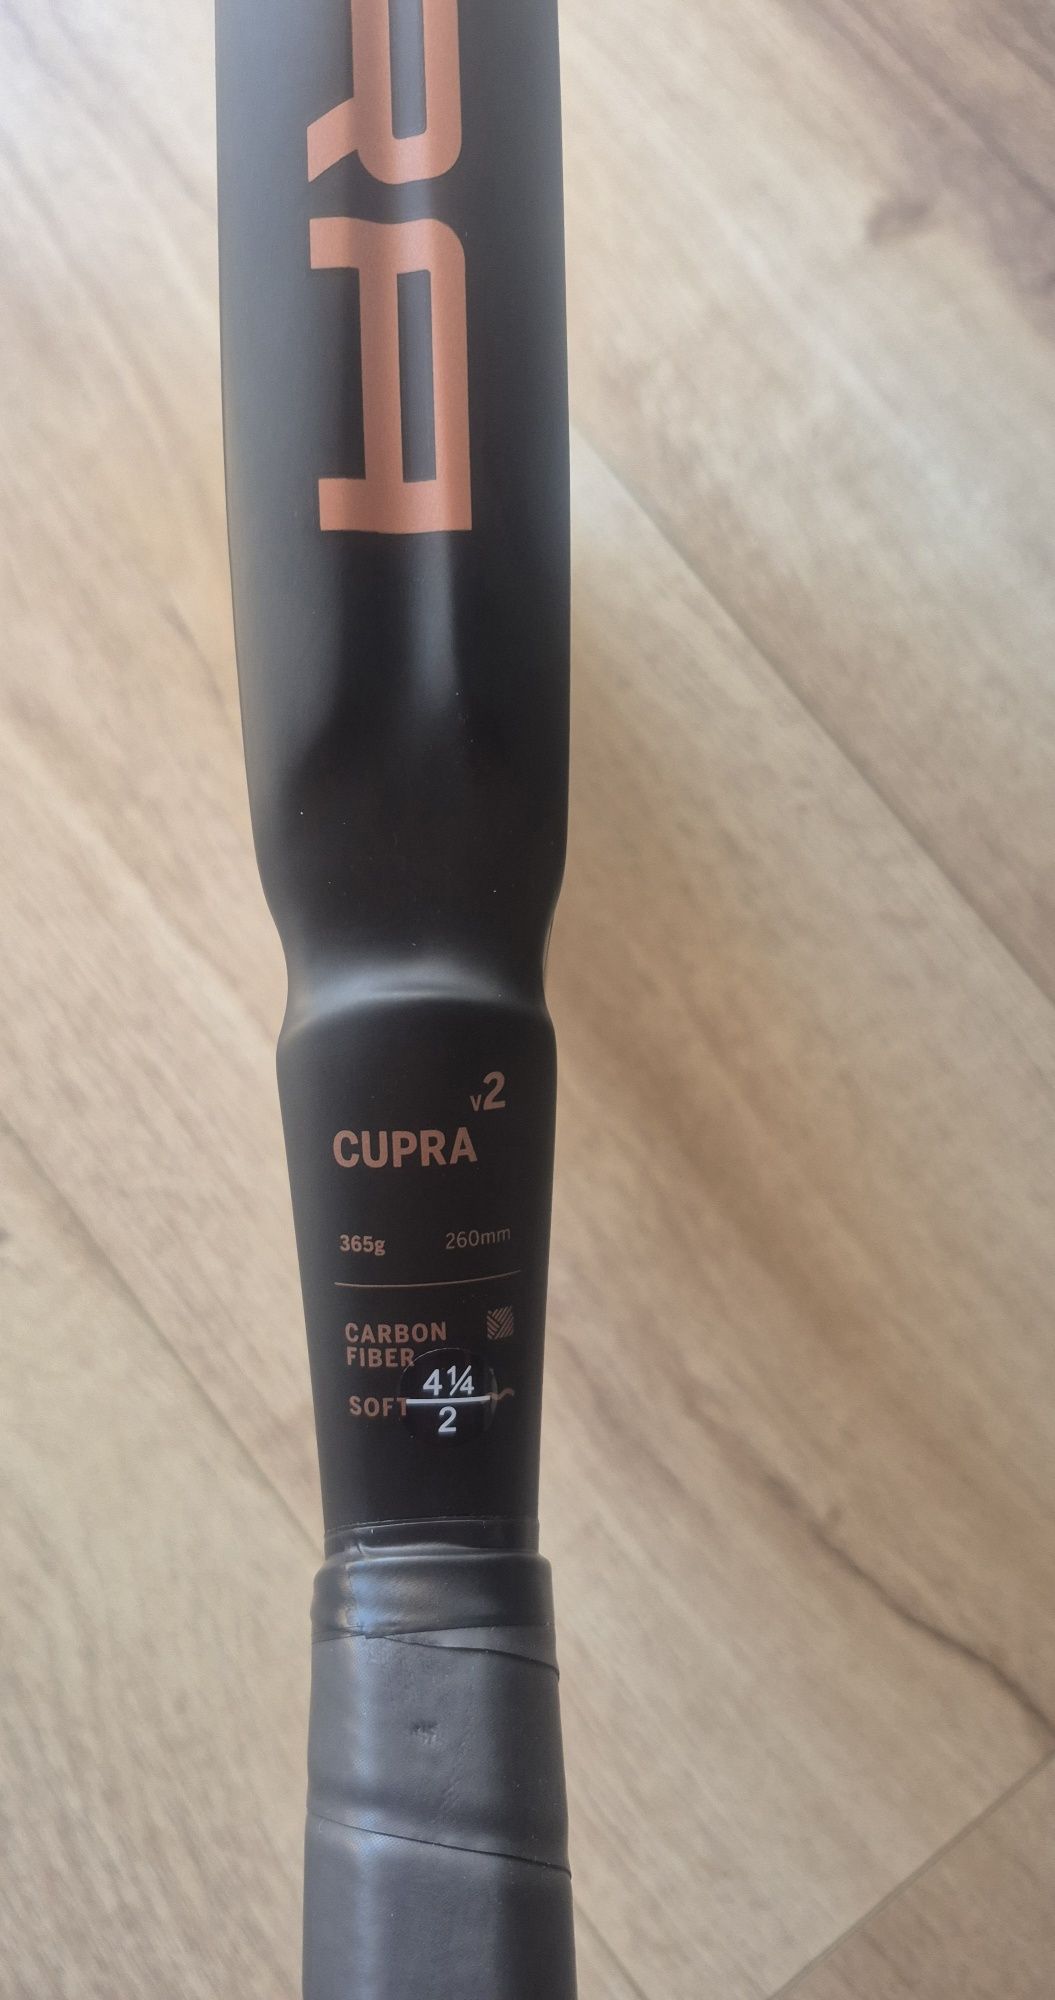 RA
v2
CUPRA
365g 260mm
CARBON
FIBER
SOFT
4¼
2